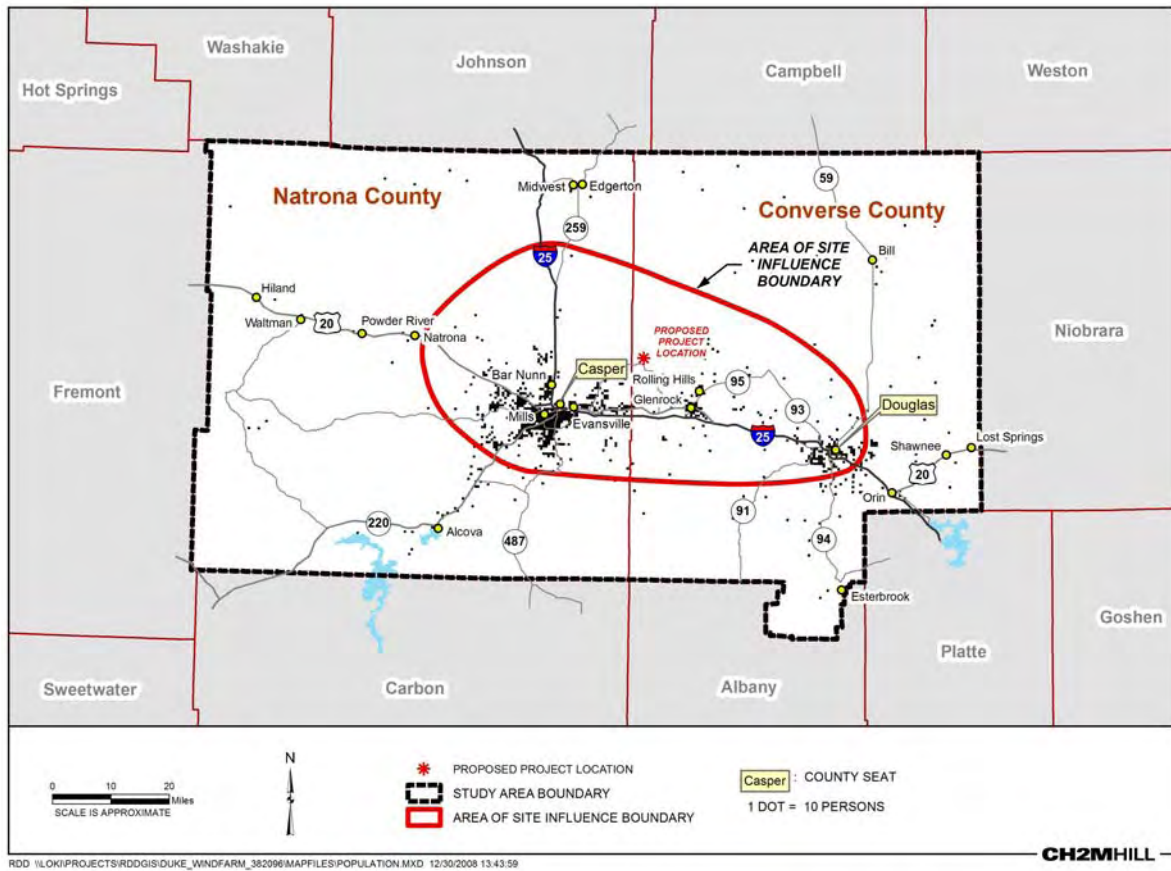 Washakie
Johnson
Campbell
Weston
Hot Springs
Natrona County
Midwest
Edgerton
59
Converse County
259
AREA OF SITE
INFLUENCE
BOUNDARY
Bill
25
Hiland
Waltman
20
Powder River
Natrona
Niobrara
PROPOSED
PROJECT
LOCATION
Fremont
Bar Nunn
Casper
Rolling Hills
95
Glenrock
93
Douglas
Mills
Evansville
25
Shawnee
Lost Springs
20
Orin
220
Alcova
487
91
94
Esterbrook
Goshen
Platte
Sweetwater
Carbon
Albany
N
0 10 20
Miles
SCALE IS APPROXIMATE
PROPOSED PROJECT LOCATION
STUDY AREA BOUNDARY
AREA OF SITE INFLUENCE BOUNDARY
Casper : COUNTY SEAT
1 DOT = 10 PERSONS
RDD \\LOKI\PROJECTS\RDDGIS\DUKE_WINDFARM_382096\MAPFILES\POPULATION.MXD 12/30/2008 13:43:59
CH2MHILL